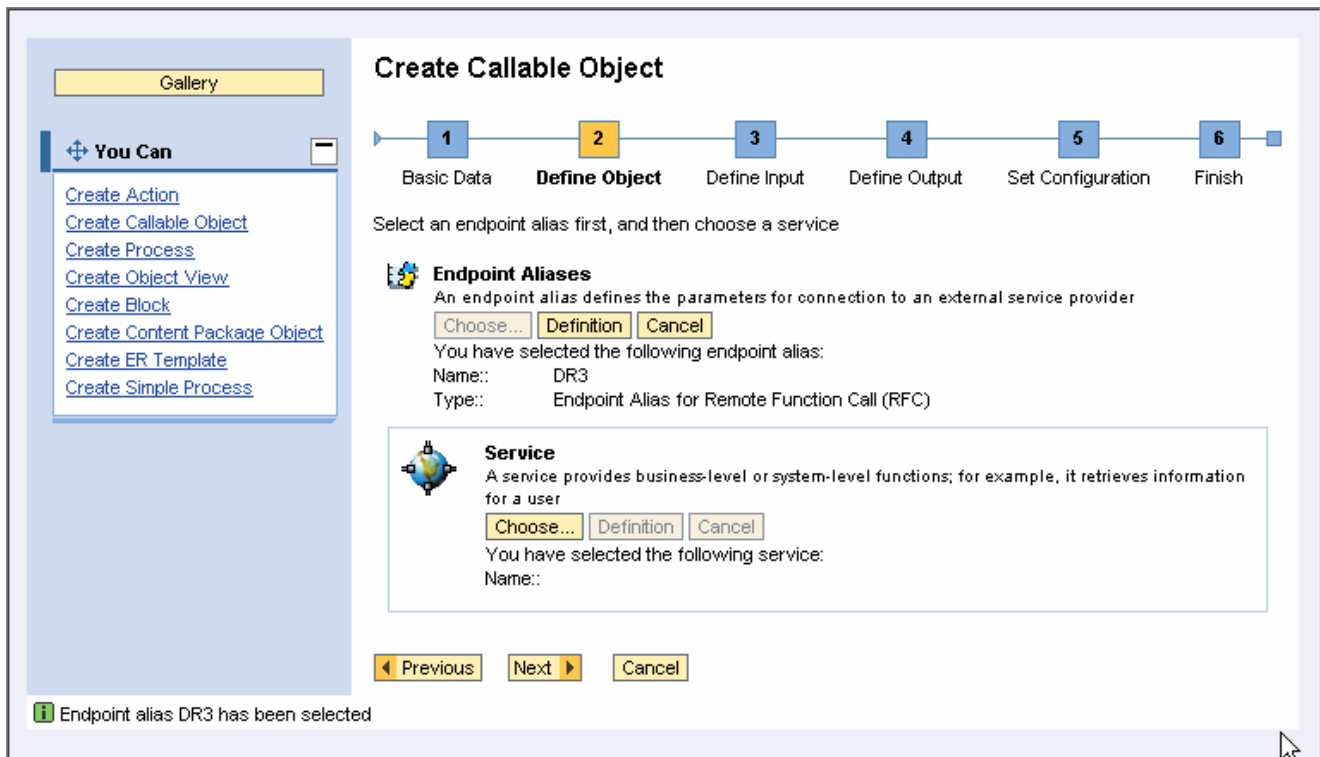 Gallery
You Can
Create Action
Create Callable Object
Create Process
Create Object View
Create Block
Create Content Package Object
Create ER Template
Create Simple Process
Create Callable Object
1 2 3 4 5 6
Basic Data Define Object Define Input Define Output Set Configuration Finish
Select an endpoint alias first, and then choose a service
Endpoint Aliases
An endpoint alias defines the parameters for connection to an external service provider
Choose... Definition Cancel
You have selected the following endpoint alias:
Name:: DR3
Type:: Endpoint Alias for Remote Function Call (RFC)
Service
A service provides business-level or system-level functions; for example, it retrieves information
for a user
Choose... Definition Cancel
You have selected the following service:
Name::
Previous Next Cancel
Endpoint alias DR3 has been selected